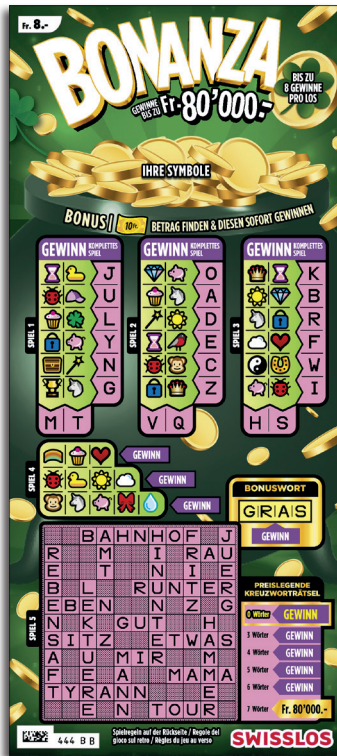 Fr. 8.-
BONANZA
GEWINNE BIS ZU Fr. 80'000.-
BIS ZU
8 GEWINNE
PRO LOS
IHRE SYMBOLE
BONUS 10Fr. BETRAG FINDEN & DIESEN SOFORT GEWINNEN
SPIEL 1
GEWINN KOMPLETTES SPIEL
J
U
L
Y
N
G
M T
SPIEL 2
GEWINN KOMPLETTES SPIEL
O
A
D
E
C
Z
V Q
SPIEL 3
GEWINN KOMPLETTES SPIEL
K
B
R
F
W
I
H S
SPIEL 4
GEWINN
GEWINN
GEWINN
BONUSWORT
GRAS
GEWINN
SPIEL 5
BAHNHOF J
R M I RAU
E T N I E
B L RUNTER
EBEN N Z G
N K GUT H
SITZ ETWAS
A U MIR M
F E A MAMA
TYRANN E
EN TOUR
PREISLEGENDE
KREUZWORTRÄTSEL
0 Wörter GEWINN
3 Wörter GEWINN
4 Wörter GEWINN
5 Wörter GEWINN
6 Wörter GEWINN
7 Wörter Fr. 80'000.-
444 B B
Spielregeln auf der Rückseite / Regole del
gioco sul retro / Règles du jeu au verso
SWISSLOS